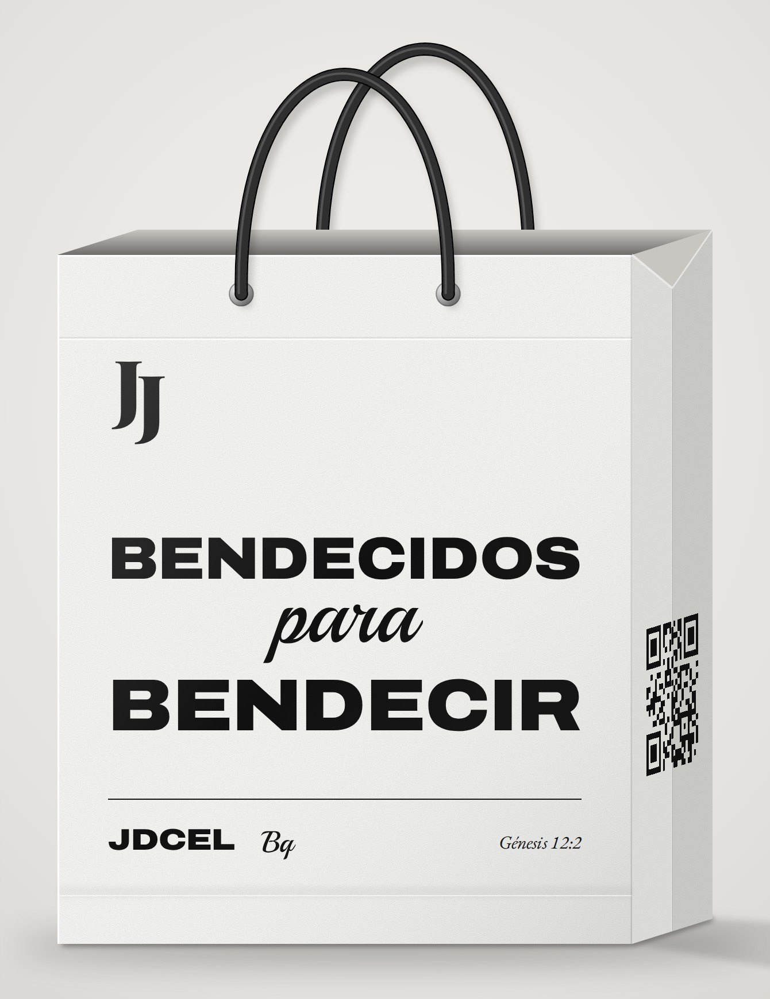 JJ
BENDECIDOS
para
BENDECIR
JDCEL Bq Génesis 12:2